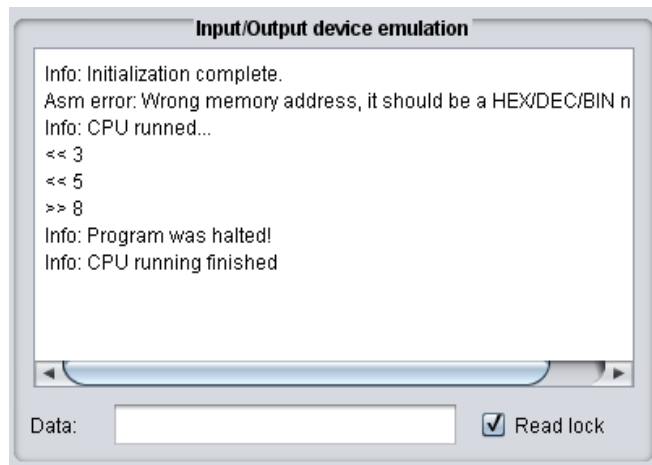 Input/Output device emulation
Info: Initialization complete.
Asm error: Wrong memory address, it should be a HEX/DEC/BIN n
Info: CPU runned...
<< 3
<< 5
>> 8
Info: Program was halted!
Info: CPU running finished
Data:
Read lock